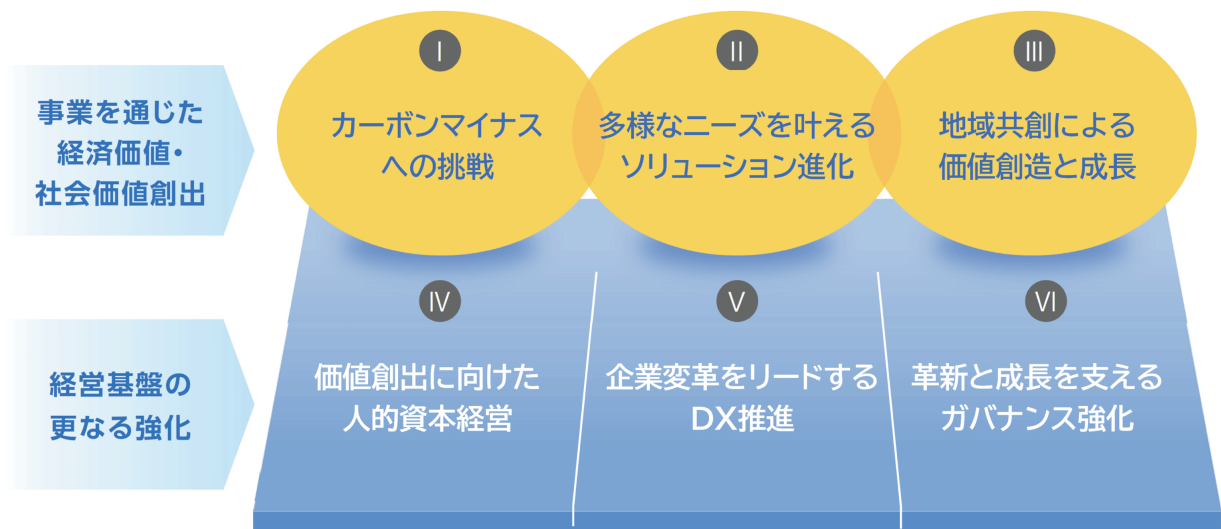 事業を通じた
経済価値・
社会価値創出
Ⅰ
カーボンマイナス
への挑戦
Ⅱ
多様なニーズを叶える
ソリューション進化
Ⅲ
地域共創による
価値創造と成長
経営基盤の
更なる強化
Ⅳ
価値創出に向けた
人的資本経営
Ⅴ
企業変革をリードする
DX推進
Ⅵ
革新と成長を支える
ガバナンス強化